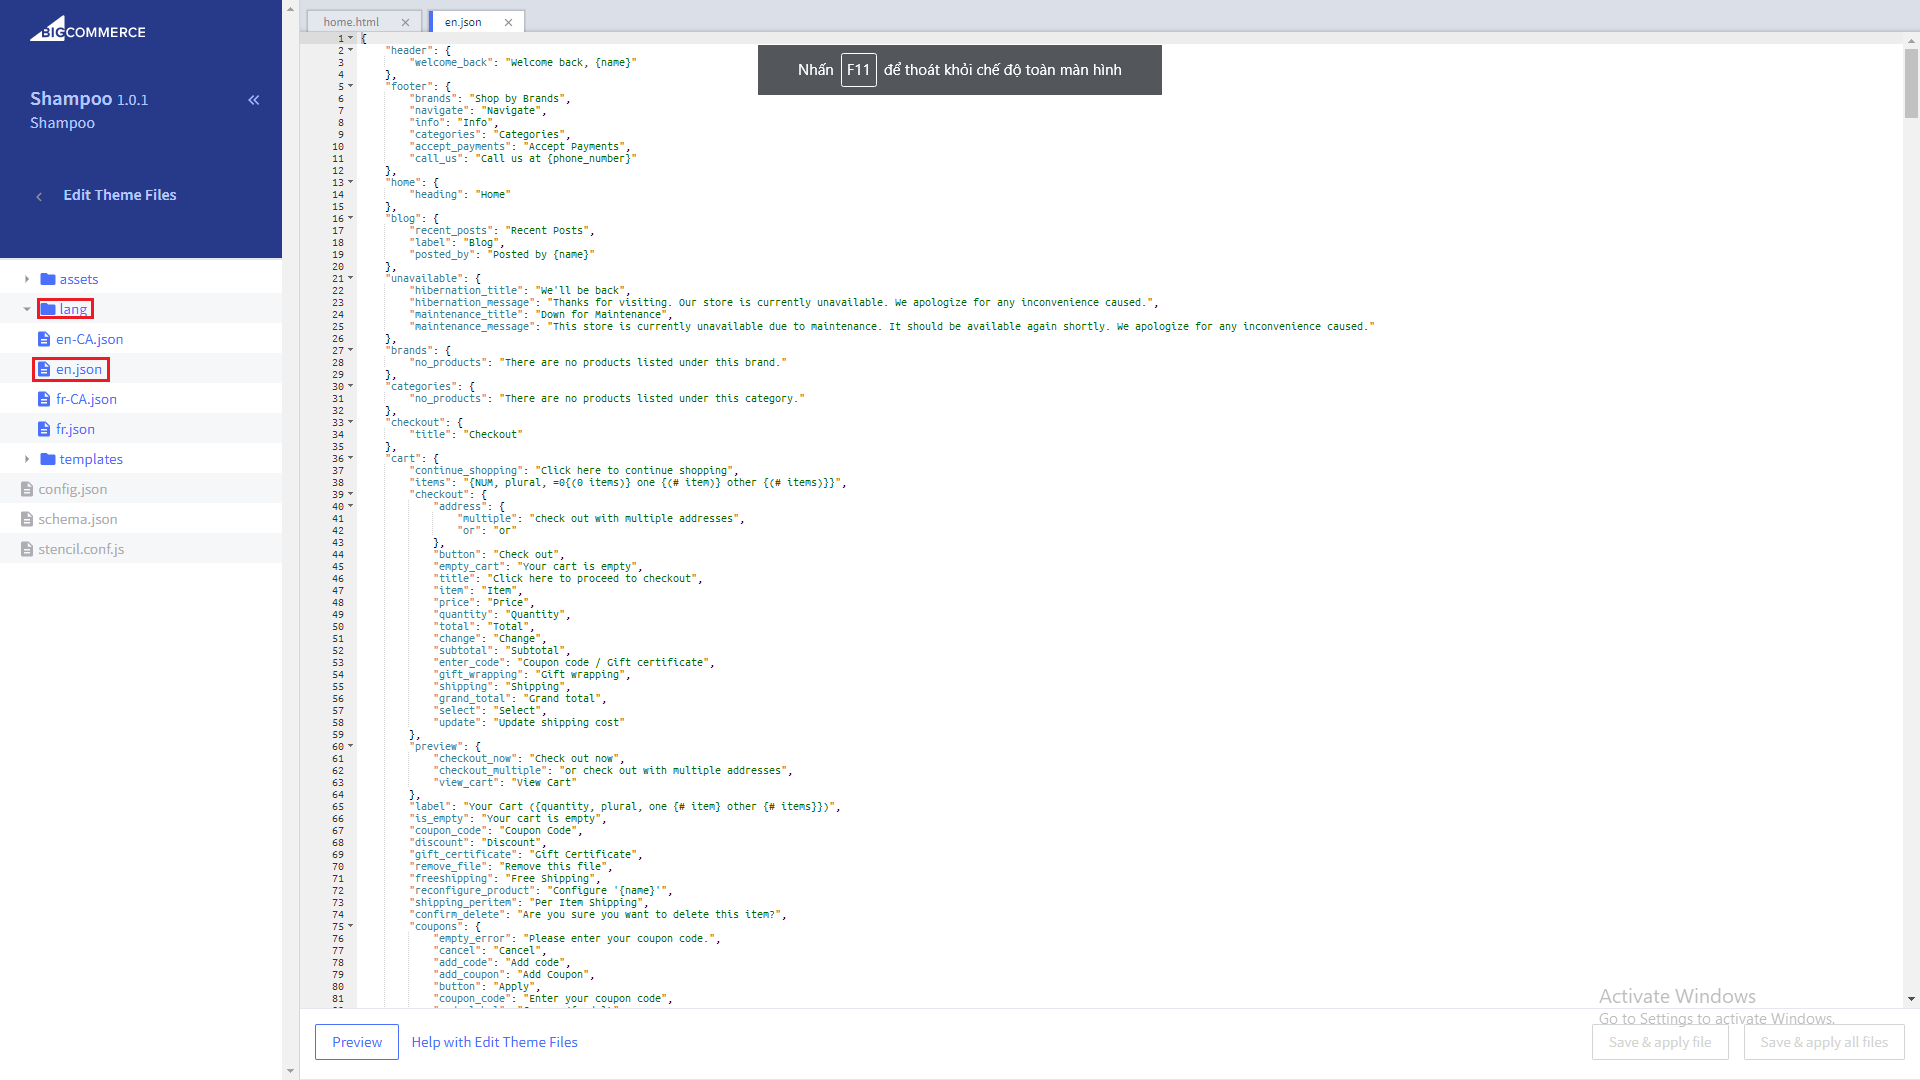 BIGCOMMERCE
Shampoo 1.0.1
Shampoo
Edit Theme Files
assets
lang
en-CA.json
en.json
fr-CA.json
fr.json
templates
config.json
schema.json
stencil.conf.js
home.html
en.json
Nhấn F11 để thoát khỏi chế độ toàn màn hình
1 {
2 "header": {
3 "welcome_back": "Welcome back, {name}"
4 },
5 "footer": {
6 "brands": "Shop by Brands",
7 "navigate": "Navigate",
8 "info": "Info",
9 "categories": "Categories",
10 "accept_payments": "Accept Payments",
11 "call_us": "Call us at {phone_number}"
12 },
13 "home": {
14 "heading": "Home"
15 },
16 "blog": {
17 "recent_posts": "Recent Posts",
18 "label": "Blog",
19 "posted_by": "Posted by {name}"
20 },
21 "unavailable": {
22 "hibernation_title": "We'll be back",
23 "hibernation_message": "Thanks for visiting. Our store is currently unavailable. We apologize for any inconvenience caused.",
24 "maintenance_title": "Down for Maintenance",
25 "maintenance_message": "This store is currently unavailable due to maintenance. It should be available again shortly. We apologize for any inconvenience caused."
26 },
27 "brands": {
28 "no_products": "There are no products listed under this brand."
29 },
30 "categories": {
31 "no_products": "There are no products listed under this category."
32 },
33 "checkout": {
34 "title": "Checkout"
35 },
36 "cart": {
37 "continue_shopping": "Click here to continue shopping",
38 "items": "{NUM, plural, =0{(0 items)} one {(# item)} other {(# items)}}",
39 "checkout": {
40 "address": {
41 "multiple": "check out with multiple addresses",
42 "or": "or"
43 },
44 "button": "Check out",
45 "empty_cart": "Your cart is empty",
46 "title": "Click here to proceed to checkout",
47 "item": "Item",
48 "price": "Price",
49 "quantity": "Quantity",
50 "total": "Total",
51 "change": "Change",
52 "subtotal": "Subtotal",
53 "enter_code": "Coupon code / Gift certificate",
54 "gift_wrapping": "Gift wrapping",
55 "shipping": "Shipping",
56 "grand_total": "Grand total",
57 "select": "Select",
58 "update": "Update shipping cost"
59 },
60 "preview": {
61 "checkout_now": "Check out now",
62 "checkout_multiple": "or check out with multiple addresses",
63 "view_cart": "View Cart"
64 },
65 "label": "Your Cart ({quantity, plural, one {# item} other {# items}})",
66 "is_empty": "Your cart is empty",
67 "coupon_code": "Coupon Code",
68 "discount": "Discount",
69 "gift_certificate": "Gift Certificate",
70 "remove_file": "Remove this file",
71 "freeshipping": "Free Shipping",
72 "reconfigure_product": "Configure '{name}'",
73 "shipping_peritem": "Per Item Shipping",
74 "confirm_delete": "Are you sure you want to delete this item?",
75 "coupons": {
76 "empty_error": "Please enter your coupon code.",
77 "cancel": "Cancel",
78 "add_code": "Add code",
79 "add_coupon": "Add Coupon",
80 "button": "Apply",
81 "coupon_code": "Enter your coupon code",
Activate Windows
Go to Settings to activate Windows.
Preview
Help with Edit Theme Files
Save & apply file
Save & apply all files